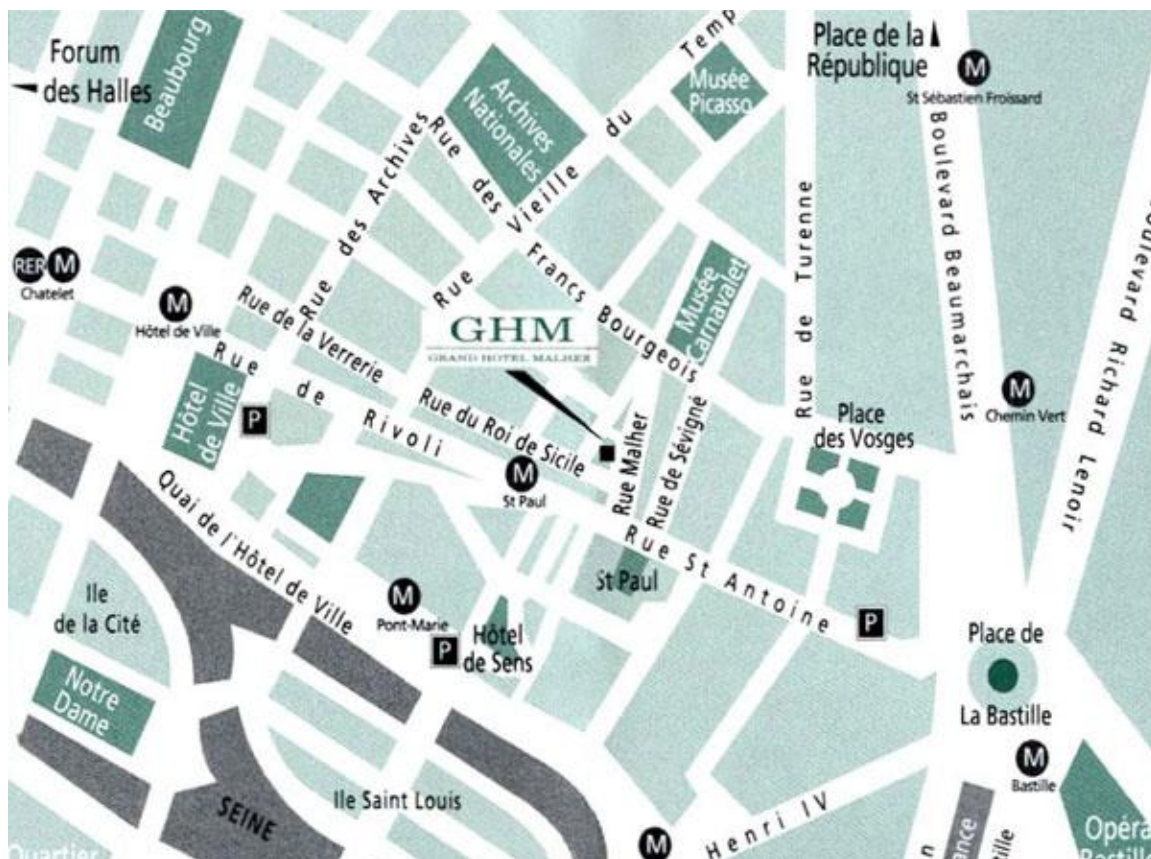 Forum
des Halles
Beaubourg
Archives
Nationales
Musée
Picasso
Place de la
République
M
St Sébastien Froissard
Rue des Archives
Rue des Francs Bourgeois
Rue Vieille du Temp
Boulevard Beaumarchais
Boulevard Richard Lenoir
Rue de Turenne
Musée
Carnavalet
RER M
Chatelet
M
Hôtel de Ville
Rue de la Verrerie
GHM
GRAND HOTEL MALHER
Rue de Rivoli
Rue du Roi de Sicile
Hôtel
de Ville
P
M
St Paul
Rue Malher
Rue de Sévigné
Place
des Vosges
M
Chemin Vert
Quai de l'Hôtel de Ville
Rue St Antoine
St Paul
Ile
de la Cité
M
Pont-Marie
P
Hôtel
de Sens
P
Place de
La Bastille
Notre
Dame
M
Bastille
SEINE
Ile Saint Louis
M
Henri IV
Opéra
Quartier